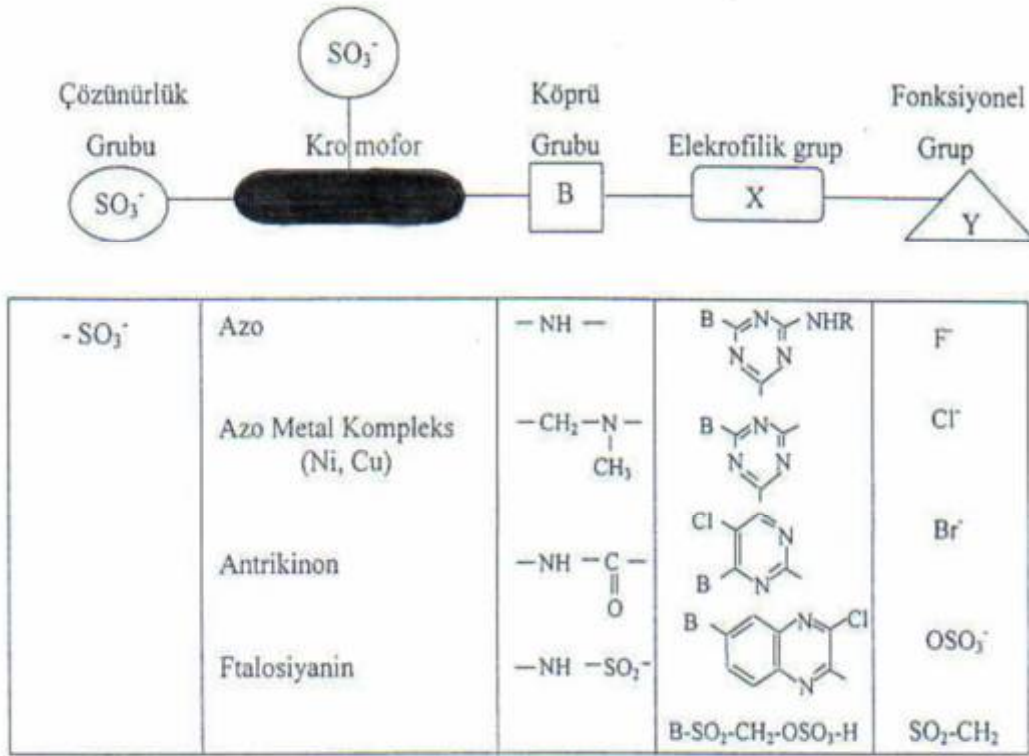 SO₃⁻
Çözünürlük Köprü Fonksiyonel
Grubu Kromofor Grubu Elekrofilik grup Grup
SO₃⁻ B X Y
- SO₃⁻ Azo – NH – B N NHR F⁻
N N
Azo Metal Kompleks – CH₂ – N – B N Cl⁻
(Ni, Cu) CH₃ N N
Cl N Br⁻
Antrikinon – NH – C – B N
O
B N Cl OSO₃⁻
Ftalosiyanin – NH – SO₂⁻ N
B-SO₂-CH₂-OSO₃-H SO₂-CH₂